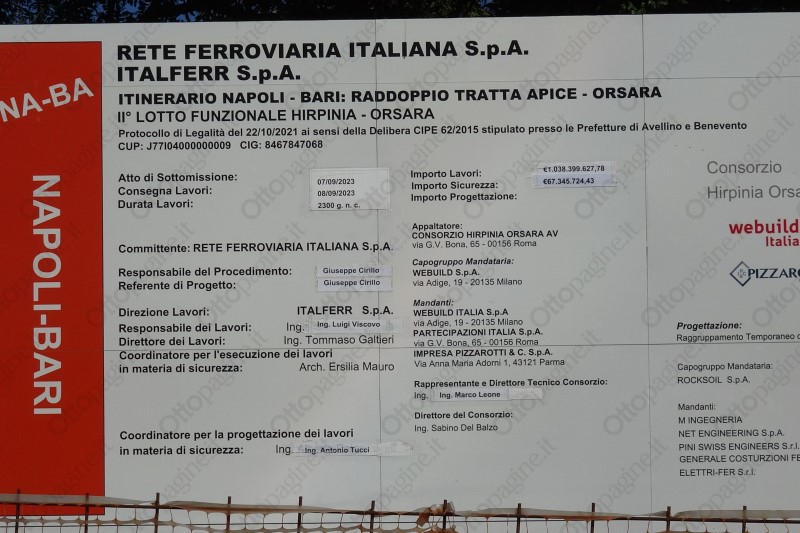 NA-BA
NAPOLI-BARI
RETE FERROVIARIA ITALIANA S.p.A.
ITALFERR S.p.A.
ITINERARIO NAPOLI - BARI: RADDOPPIO TRATTA APICE - ORSARA
II° LOTTO FUNZIONALE HIRPINIA - ORSARA
Protocollo di Legalità del 22/10/2021 ai sensi della Delibera CIPE 62/2015 stipulato presso le Prefetture di Avellino e Benevento
CUP: J77I04000000009 CIG: 8467847068
Atto di Sottomissione: 07/09/2023
Consegna Lavori: 08/09/2023
Durata Lavori: 2300 g. n. c.
Importo Lavori: €1.038.399.627,78
Importo Sicurezza: €67.345.724,43
Importo Progettazione:
Committente: RETE FERROVIARIA ITALIANA S.p.A.
Responsabile del Procedimento: Giuseppe Cirillo
Referente di Progetto: Giuseppe Cirillo
Direzione Lavori: ITALFERR S.p.A.
Responsabile dei Lavori: Ing. Ing. Luigi Viscovo
Direttore dei Lavori: Ing. Tommaso Galtieri
Coordinatore per l'esecuzione dei lavori
in materia di sicurezza: Arch. Ersilia Mauro
Coordinatore per la progettazione dei lavori
in materia di sicurezza: Ing. Ing. Antonio Tucci
Appaltatore:
CONSORZIO HIRPINIA ORSARA AV
via G.V. Bona, 65 - 00156 Roma
Capogruppo Mandataria:
WEBUILD S.p.A.
via Adige, 19 - 20135 Milano
Mandanti:
WEBUILD ITALIA S.p.A
via Adige, 19 - 20135 Milano
PARTECIPAZIONI ITALIA S.p.A.
via G.V. Bona, 65 - 00156 Roma
IMPRESA PIZZAROTTI & C. S.p.A.
Via Anna Maria Adorni 1, 43121 Parma
Rappresentante e Direttore Tecnico Consorzio:
Ing. Ing. Marco Leone
Direttore del Consorzio:
Ing. Sabino Del Balzo
Consorzio
Hirpinia Orsa
webuild
Italia
PIZZARO
Progettazione:
Raggruppamento Temporaneo
Capogruppo Mandataria:
ROCKSOIL S.p.A.
Mandanti:
M INGEGNERIA
NET ENGINEERING S.p.A.
PINI SWISS ENGINEERS S.r.l.
GENERALE COSTURZIONI FE
ELETTRI-FER S.r.l.
Ottopagine.it